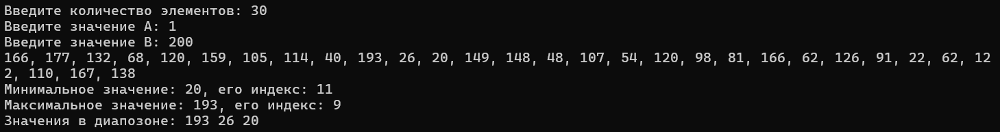 Введите количество элементов: 30
Введите значение A: 1
Введите значение B: 200
166, 177, 132, 68, 120, 159, 105, 114, 40, 193, 26, 20, 149, 148, 48, 107, 54, 120, 98, 81, 166, 62, 126, 91, 22, 62, 12
2, 110, 167, 138
Минимальное значение: 20, его индекс: 11
Максимальное значение: 193, его индекс: 9
Значения в диапозоне: 193 26 20